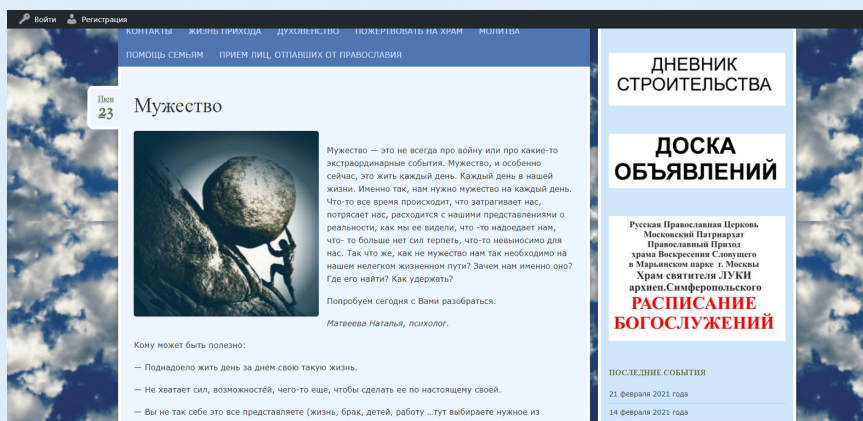 Войти Регистрация
КОНТАКТЫ ЖИЗНЬ ПРИХОДА ДУХОВЕНСТВО ПОЖЕРТВОВАТЬ НА ХРАМ МОЛИТВА
ПОМОЩЬ СЕМЬЯМ ПРИЕМ ЛИЦ, ОТПАВШИХ ОТ ПРАВОСЛАВИЯ
Июн
23
Мужество
Мужество — это не всегда про войну или про какие-то
экстраординарные события. Мужество, и особенно
сейчас, это жить каждый день. Каждый день в нашей
жизни. Именно так, нам нужно мужество на каждый день.
Что-то все время происходит, что затрагивает нас,
потрясает нас, расходится с нашими представлениями о
реальности, как мы ее видели, что -то надоедает нам,
что- то больше нет сил терпеть, что-то невыносимо для
нас. Так что же, как не мужество нам так необходимо на
нашем нелегком жизненном пути? Зачем нам именно оно?
Где его найти? Как удержать?
Попробуем сегодня с Вами разобраться.
Матвеева Наталья, психолог.
Кому может быть полезно:
— Поднадоело жить день за днем свою такую жизнь.
— Не хватает сил, возможностей, чего-то еще, чтобы сделать ее по настоящему своей.
— Вы не так себе это все представляете (жизнь, брак, детей, работу …тут выбираете нужное из
ДНЕВНИК
СТРОИТЕЛЬСТВА
ДОСКА
ОБЪЯВЛЕНИЙ
Русская Православная Церковь
Московский Патриархат
Православный Приход
храма Воскресения Словущего
в Марьинском парке г. Москвы
Храм святителя ЛУКИ
архиеп.Симферопольского
РАСПИСАНИЕ
БОГОСЛУЖЕНИЙ
ПОСЛЕДНИЕ СОБЫТИЯ
21 февраля 2021 года
14 февраля 2021 года